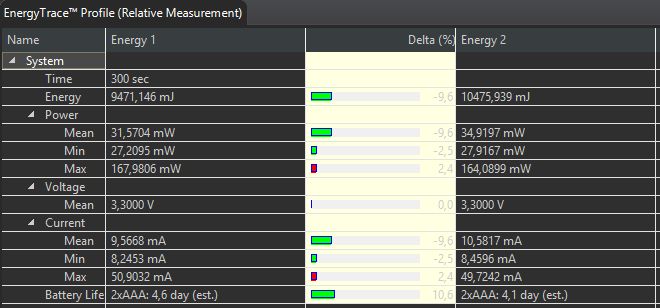 EnergyTrace™ Profile (Relative Measurement)
Name Energy 1 Delta (%) Energy 2
System
Time 300 sec
Energy 9471,146 mJ -9,6 10475,939 mJ
Power
Mean 31,5704 mW -9,6 34,9197 mW
Min 27,2095 mW -2,5 27,9167 mW
Max 167,9806 mW 2,4 164,0899 mW
Voltage
Mean 3,3000 V 0,0 3,3000 V
Current
Mean 9,5668 mA -9,6 10,5817 mA
Min 8,2453 mA -2,5 8,4596 mA
Max 50,9032 mA 2,4 49,7242 mA
Battery Life 2xAAA: 4,6 day (est.) 10,6 2xAAA: 4,1 day (est.)